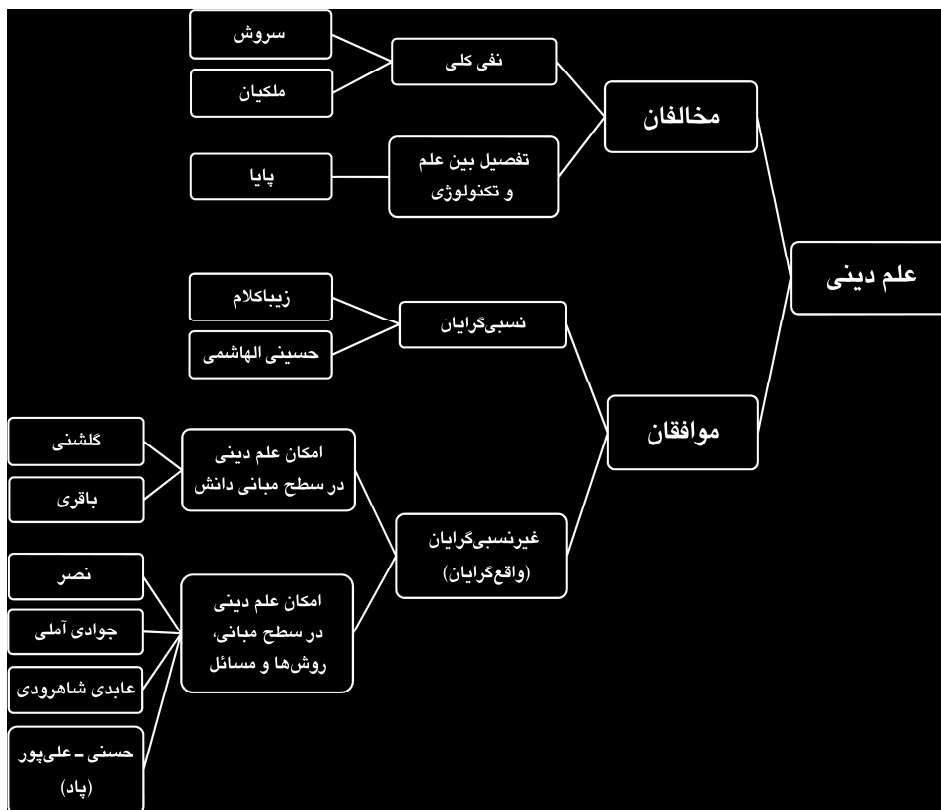 علم دینی
مخالفان
نفی کلی
سروش
ملکیان
تفصیل بین علم
و تکنولوژی
پایا
موافقان
نسبی‌گرایان
زیباکلام
حسینی الهاشمی
غیرنسبی‌گرایان
(واقع‌گرایان)
امکان علم دینی
در سطح مبانی دانش
گلشنی
باقری
امکان علم دینی
در سطح مبانی،
روش‌ها و مسائل
نصر
جوادی آملی
عابدی شاهرودی
حسنی ـ علی‌پور
(پاد)